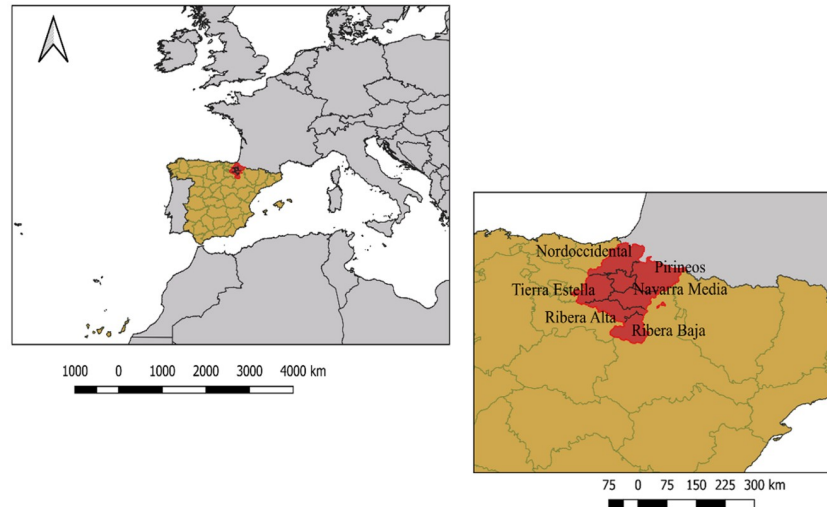 1000 0 1000 2000 3000 4000 km
Nordoccidental
Pirineos
Tierra Estella
Navarra Media
Ribera Alta
Ribera Baja
75 0 75 150 225 300 km